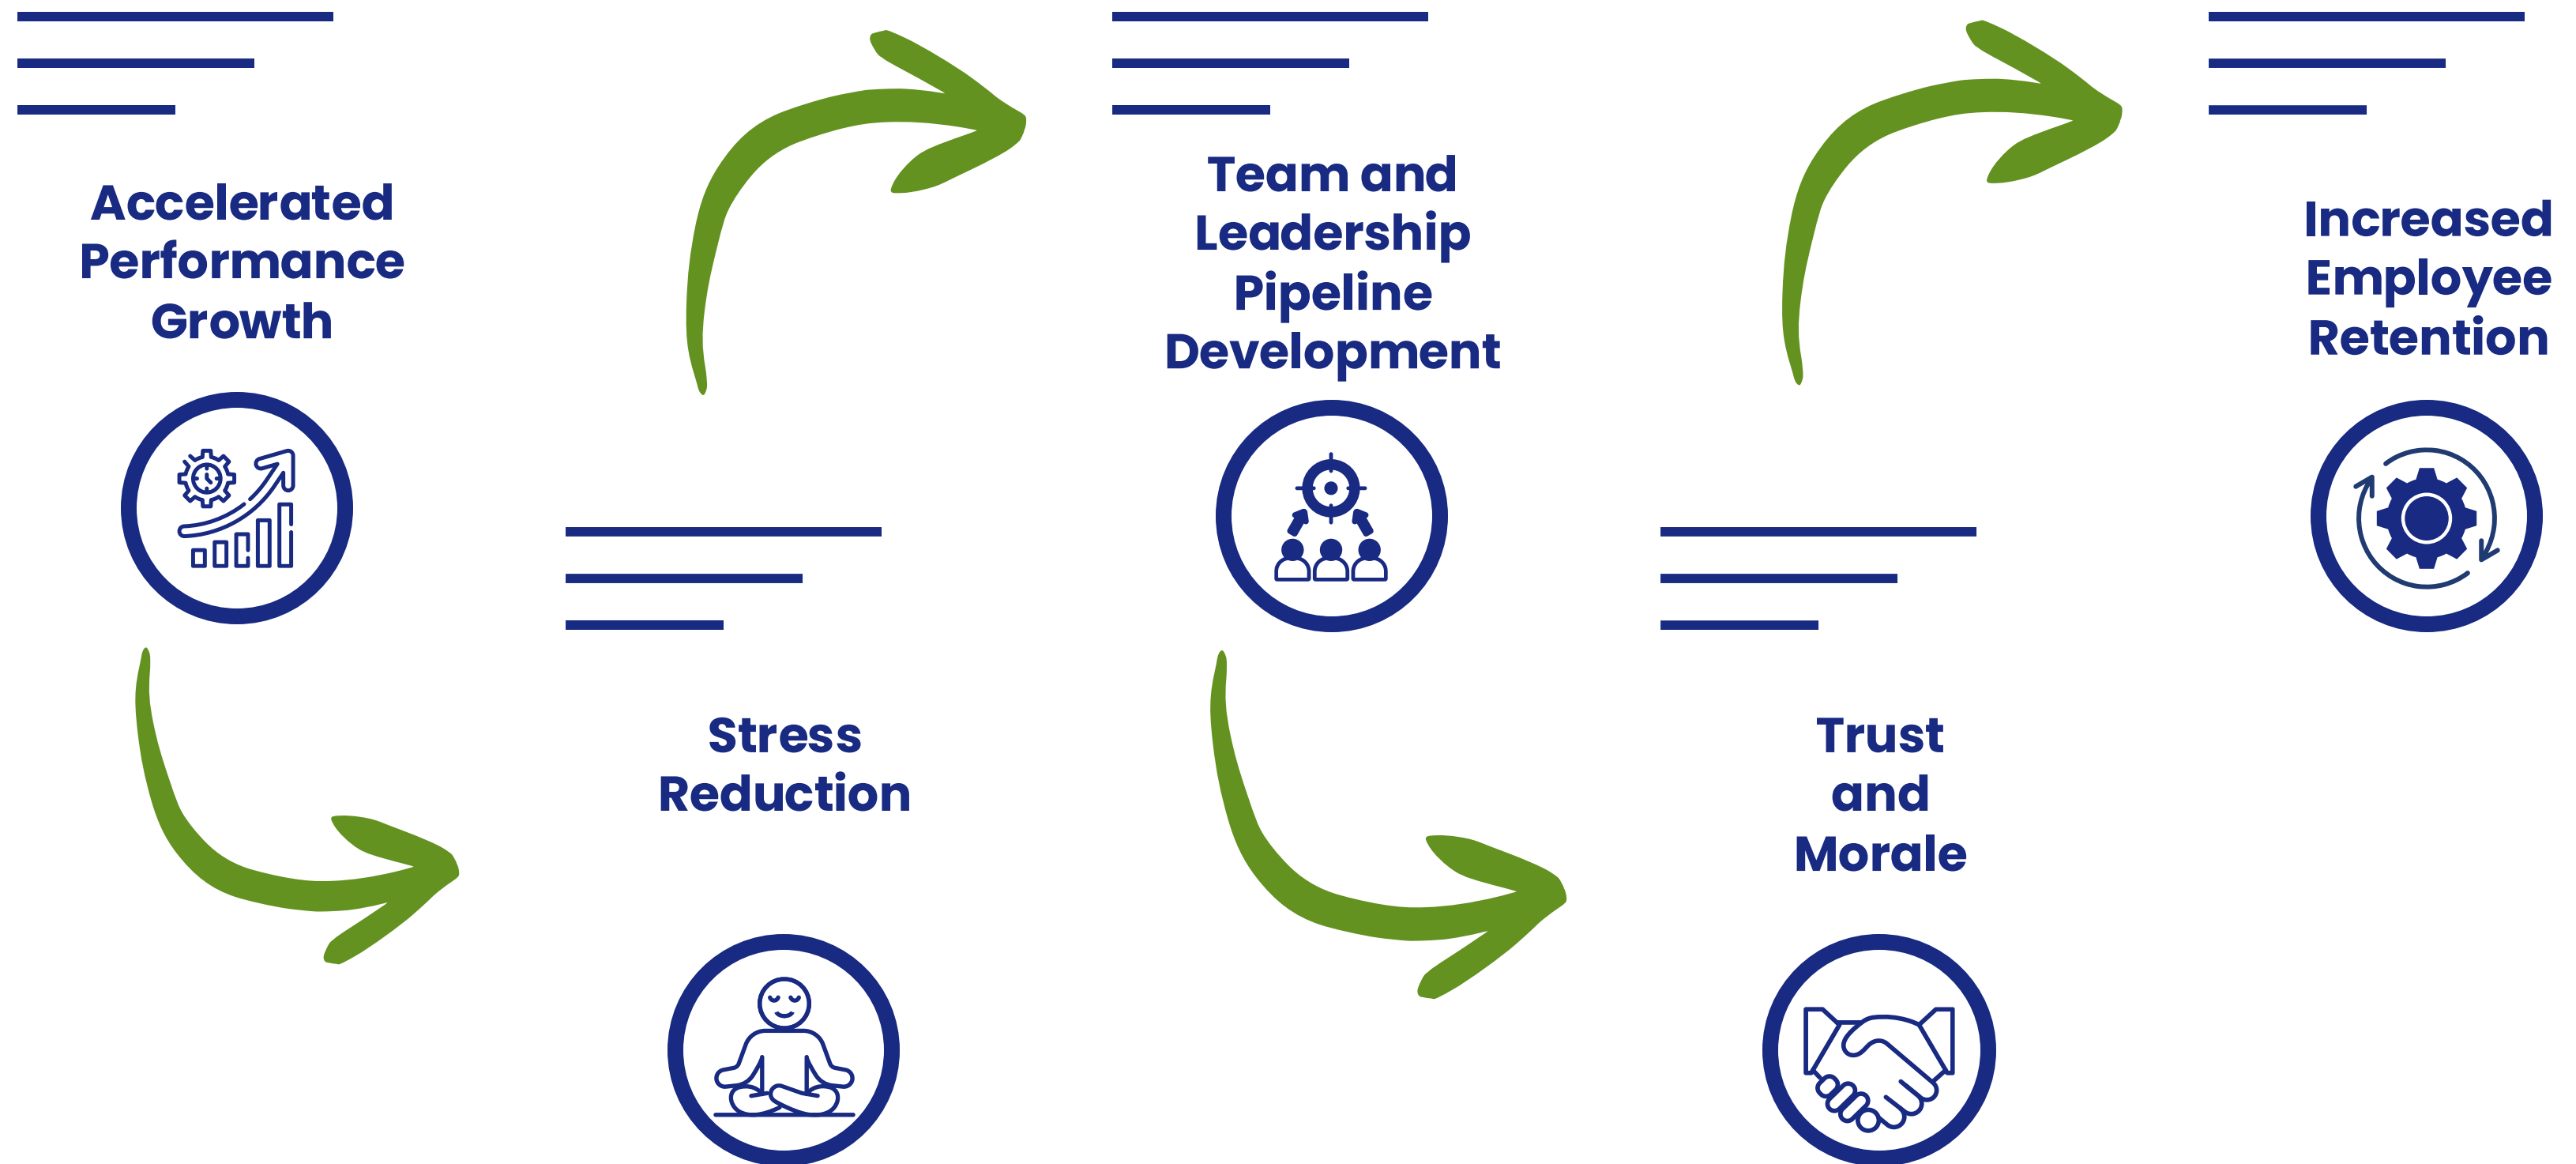 Accelerated
Performance
Growth
Stress
Reduction
Team and
Leadership
Pipeline
Development
Trust
and
Morale
Increased
Employee
Retention